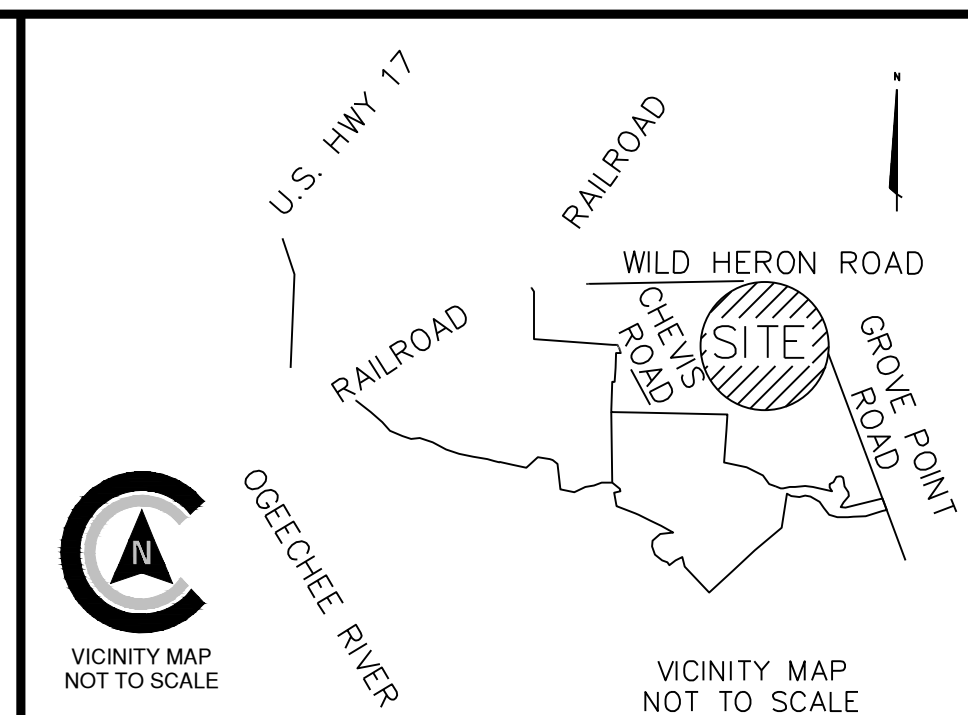 U.S. HWY 17
RAILROAD
N
WILD HERON ROAD
CHEVIS
ROAD
SITE
GROVE POINT
ROAD
RAILROAD
OGEECHEE RIVER
N
VICINITY MAP
NOT TO SCALE
VICINITY MAP
NOT TO SCALE